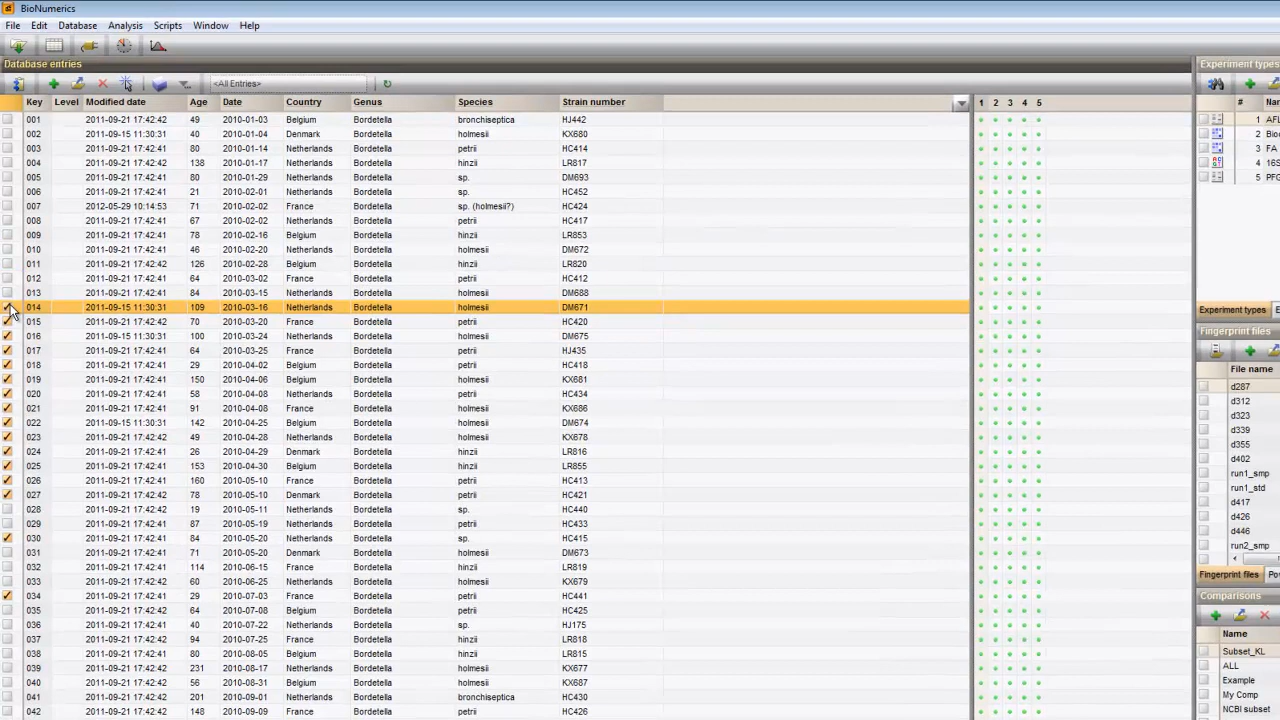 BioNumerics
File Edit Database Analysis Scripts Window Help
Database entries Experiment types
<All Entries>
Key Level Modified date Age Date Country Genus Species Strain number 1 2 3 4 5 #
001 2011-09-21 17:42:42 49 2010-01-03 Belgium Bordetella bronchiseptica HJ442 1 AFL
002 2011-09-15 11:30:31 40 2010-01-04 Denmark Bordetella holmesii KX680 2
003 2011-09-21 17:42:41 80 2010-01-14 Netherlands Bordetella petrii HC414 3 FA
004 2011-09-21 17:42:41 138 2010-01-17 Netherlands Bordetella hinzii LR817 4 16S
005 2011-09-21 17:42:41 80 2010-01-29 Netherlands Bordetella sp. DM693 5 PFG
006 2011-09-21 17:42:41 21 2010-02-01 Netherlands Bordetella sp. HC452
007 2012-05-29 10:14:53 71 2010-02-02 France Bordetella sp. (holmesii?) HC424
008 2011-09-21 17:42:41 67 2010-02-02 Netherlands Bordetella petrii HC417
009 2011-09-21 17:42:41 78 2010-02-16 Belgium Bordetella hinzii LR853
010 2011-09-21 17:42:41 46 2010-02-20 Netherlands Bordetella holmesii DM672
011 2011-09-21 17:42:42 126 2010-02-28 Belgium Bordetella hinzii LR820
012 2011-09-21 17:42:41 84 2010-03-02 France Bordetella petrii HC412
013 2011-09-21 17:42:41 64 2010-03-15 Netherlands Bordetella holmesii DM688
014 2011-09-15 11:30:31 109 2010-03-16 Netherlands Bordetella holmesii DM671 Experiment types
015 2011-09-21 17:42:42 70 2010-03-20 France Bordetella petrii HC420
016 2011-09-15 11:30:31 100 2010-03-24 Netherlands Bordetella holmesii DM675 Fingerprint files
017 2011-09-21 17:42:41 64 2010-03-25 France Bordetella petrii HJ435
018 2011-09-21 17:42:41 29 2010-04-02 Belgium Bordetella petrii HC418 File name
019 2011-09-21 17:42:41 150 2010-04-06 Belgium Bordetella holmesii KX681 d287
020 2011-09-21 17:42:41 58 2010-04-08 Netherlands Bordetella petrii HC434 d312
021 2011-09-21 17:42:41 91 2010-04-08 France Bordetella holmesii KX686 d323
022 2011-09-15 11:30:31 142 2010-04-25 Belgium Bordetella holmesii DM674 d339
023 2011-09-21 17:42:42 49 2010-04-28 Netherlands Bordetella holmesii KX678 d355
024 2011-09-21 17:42:41 26 2010-04-29 Denmark Bordetella hinzii LR816 d402
025 2011-09-21 17:42:41 153 2010-04-30 Belgium Bordetella hinzii LR855 run1_smp
026 2011-09-21 17:42:41 160 2010-05-10 France Bordetella petrii HC413 run1_std
027 2011-09-21 17:42:42 78 2010-05-10 Denmark Bordetella petrii HC421 d417
028 2011-09-21 17:42:42 19 2010-05-11 Netherlands Bordetella sp. HC440 d426
029 2011-09-21 17:42:41 87 2010-05-19 Netherlands Bordetella petrii HC433 d446
030 2011-09-21 17:42:41 84 2010-05-20 Netherlands Bordetella sp. HC415 run2_smp
031 2011-09-21 17:42:41 71 2010-05-20 Denmark Bordetella holmesii DM673
032 2011-09-21 17:42:41 114 2010-06-15 France Bordetella hinzii LR819 Fingerprint files
033 2011-09-21 17:42:42 60 2010-06-25 Netherlands Bordetella holmesii KX679
034 2011-09-21 17:42:41 29 2010-07-03 France Bordetella petrii HC441 Comparisons
035 2011-09-21 17:42:42 64 2010-07-08 Belgium Bordetella petrii HC425
036 2011-09-21 17:42:41 40 2010-07-22 Netherlands Bordetella sp. HJ175 Name
037 2011-09-21 17:42:42 94 2010-07-25 France Bordetella hinzii LR818 Subset_KL
038 2011-09-21 17:42:41 80 2010-08-05 Belgium Bordetella hinzii LR815 ALL
039 2011-09-21 17:42:42 231 2010-08-17 Netherlands Bordetella holmesii KX677 Example
040 2011-09-21 17:42:42 56 2010-08-31 Belgium Bordetella holmesii KX687 My Comp
041 2011-09-21 17:42:42 201 2010-09-01 Netherlands Bordetella bronchiseptica HC430 NCBI subset
042 2011-09-21 17:42:42 148 2010-09-09 France Bordetella petrii HC426